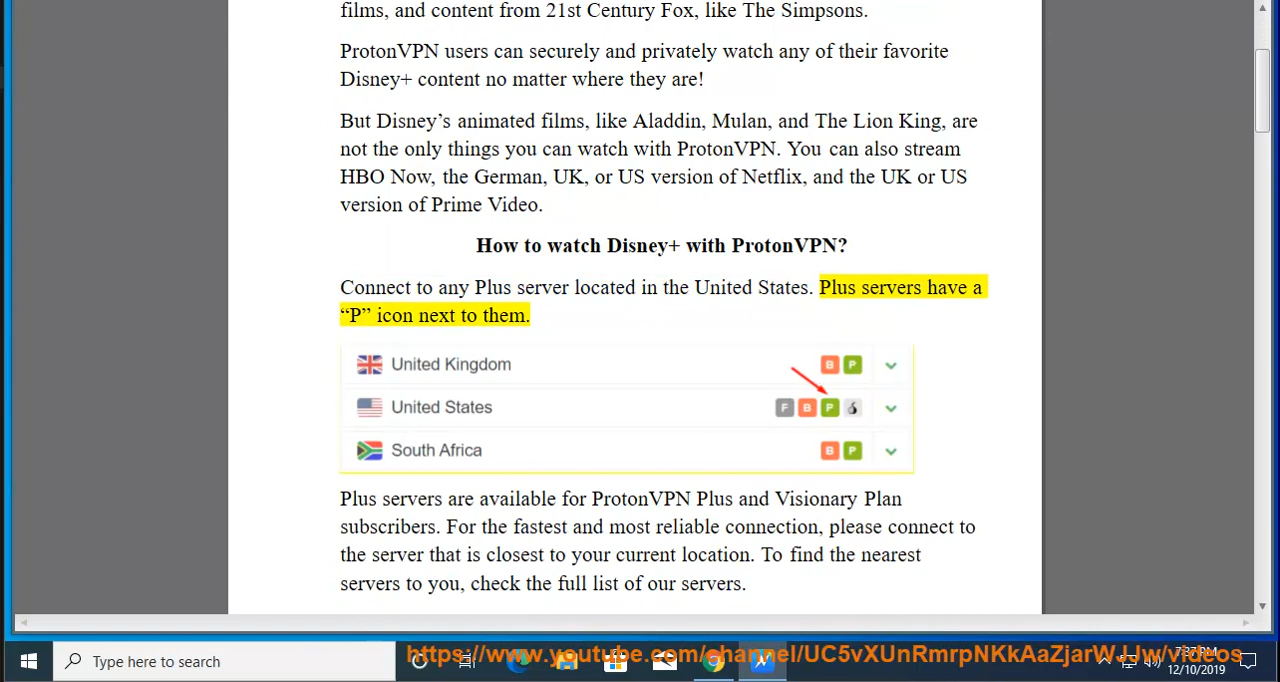 films, and content from 21st Century Fox, like The Simpsons.
ProtonVPN users can securely and privately watch any of their favorite
Disney+ content no matter where they are!
But Disney’s animated films, like Aladdin, Mulan, and The Lion King, are
not the only things you can watch with ProtonVPN. You can also stream
HBO Now, the German, UK, or US version of Netflix, and the UK or US
version of Prime Video.
How to watch Disney+ with ProtonVPN?
Connect to any Plus server located in the United States. Plus servers have a
“P” icon next to them.
United Kingdom B P
United States F B P
South Africa B P
Plus servers are available for ProtonVPN Plus and Visionary Plan
subscribers. For the fastest and most reliable connection, please connect to
the server that is closest to your current location. To find the nearest
servers to you, check the full list of our servers.
Type here to search
https://www.youtube.com/channel/UC5vXUnRmrpNKkAaZjarWJJw/videos
12/10/2019